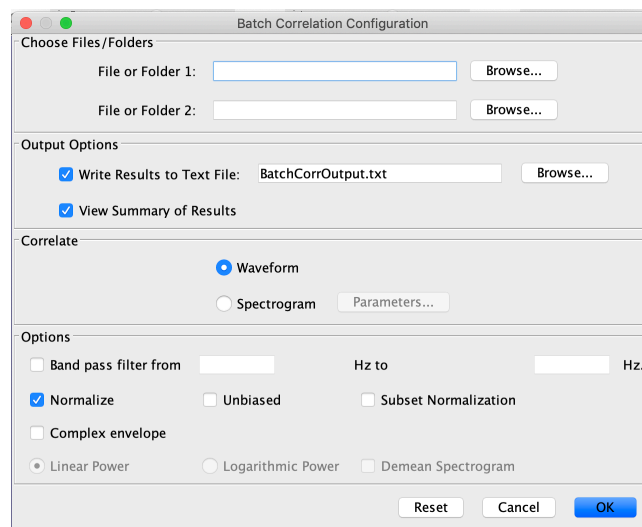 Batch Correlation Configuration
Choose Files/Folders
File or Folder 1: Browse...
File or Folder 2: Browse...
Output Options
Write Results to Text File: BatchCorrOutput.txt Browse...
View Summary of Results
Correlate
Waveform
Spectrogram Parameters...
Options
Band pass filter from Hz to Hz.
Normalize Unbiased Subset Normalization
Complex envelope
Linear Power Logarithmic Power Demean Spectrogram
Reset Cancel OK